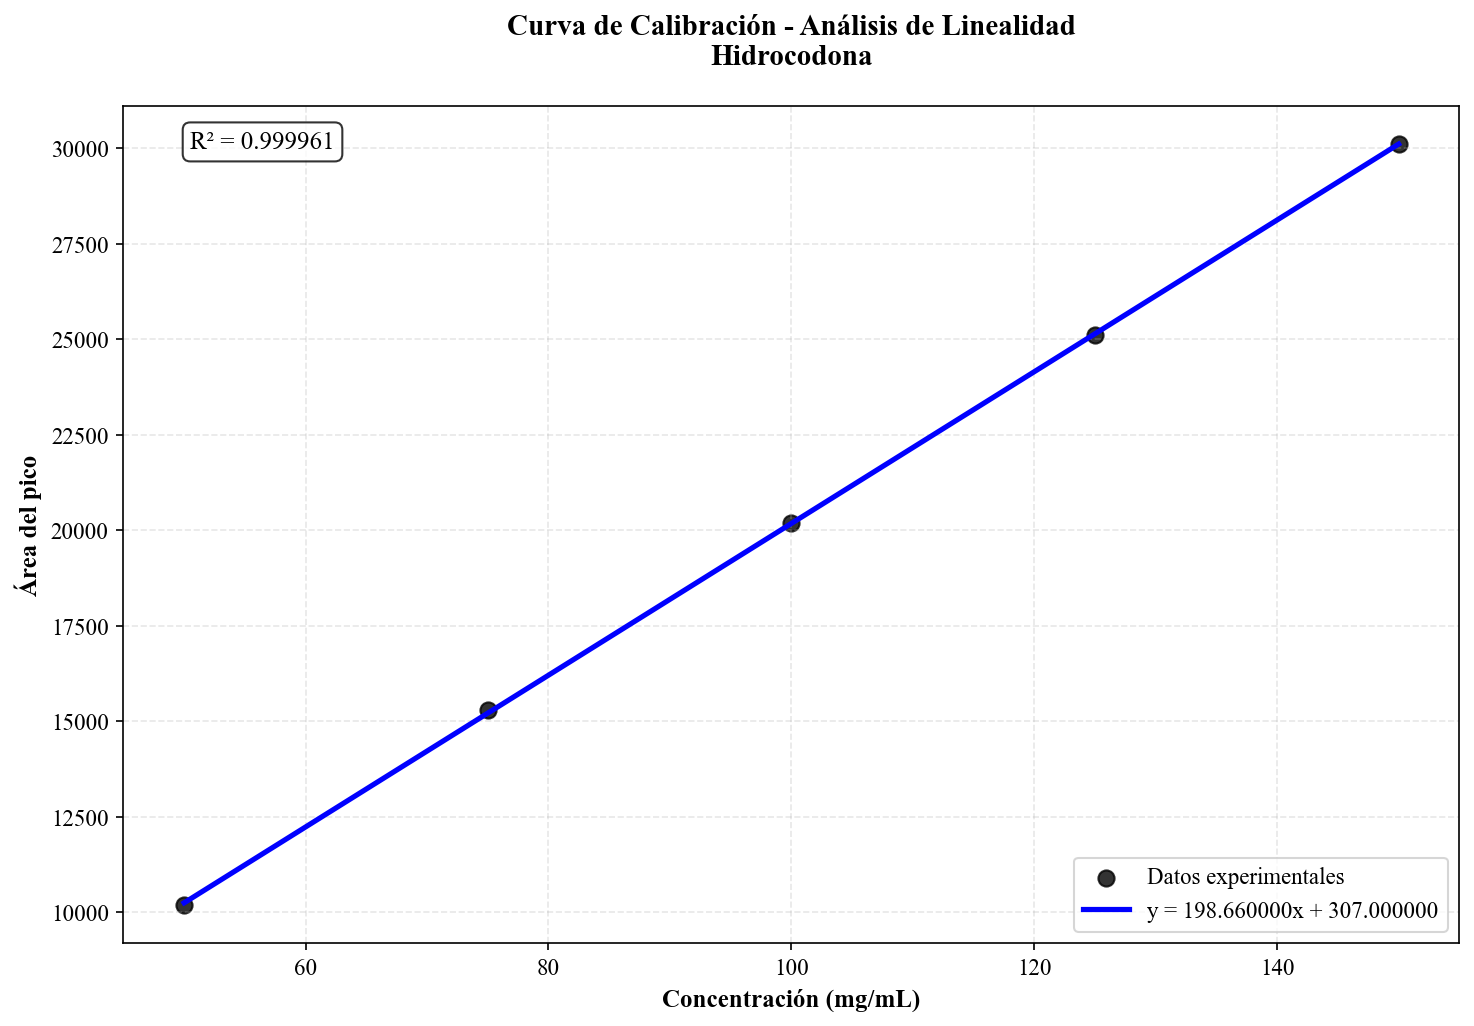 Curva de Calibración - Análisis de Linealidad
Hidrocodona
R² = 0.999961
30000
27500
25000
22500
20000
17500
15000
12500
10000
Área del pico
60
80
100
120
140
Concentración (mg/mL)
Datos experimentales
y = 198.660000x + 307.000000